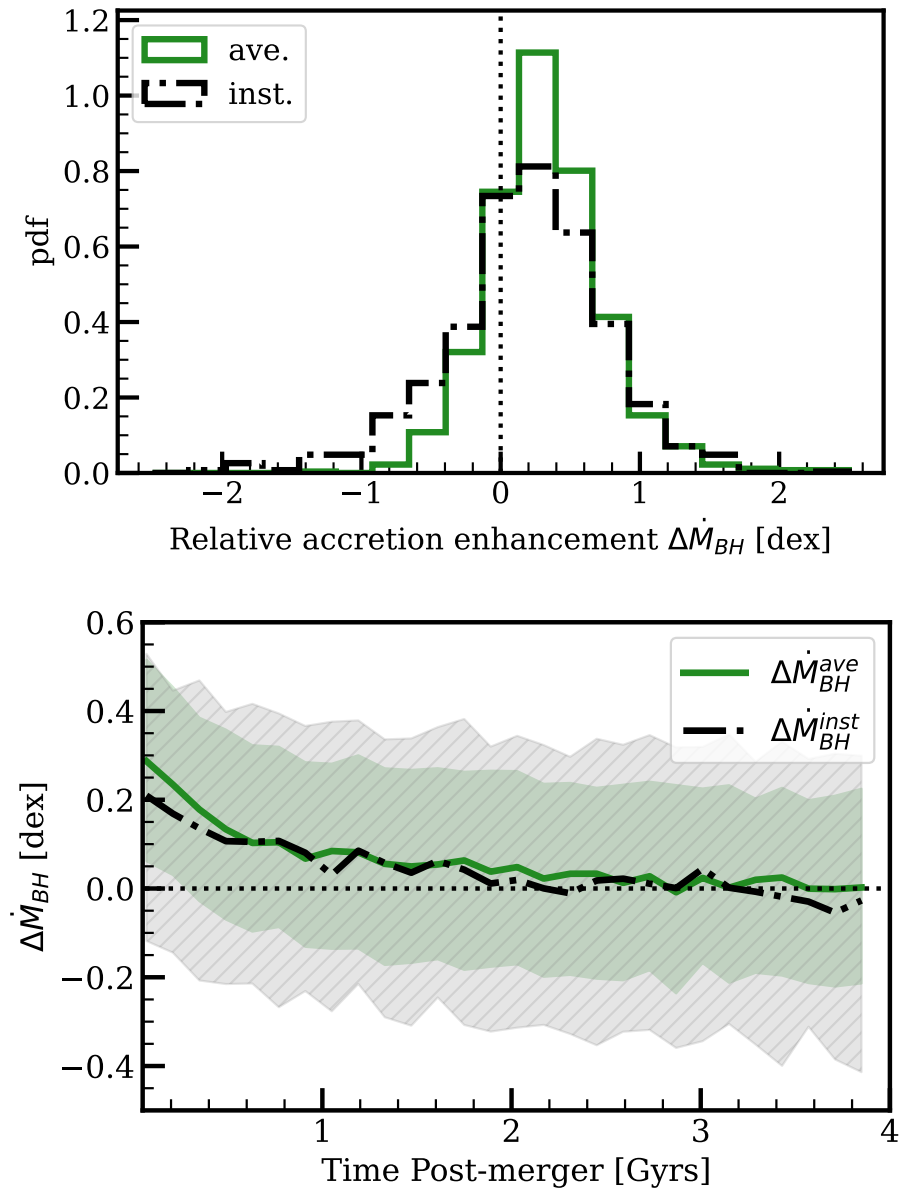 1.2
1.0
0.8
0.6
0.4
0.2
0.0
pdf
ave.
inst.
−2 −1 0 1 2
Relative accretion enhancement ΔṀ_BH [dex]
0.6
0.4
0.2
0.0
−0.2
−0.4
ΔṀ_BH [dex]
ΔṀ_BH^ave
ΔṀ_BH^inst
1 2 3 4
Time Post-merger [Gyrs]